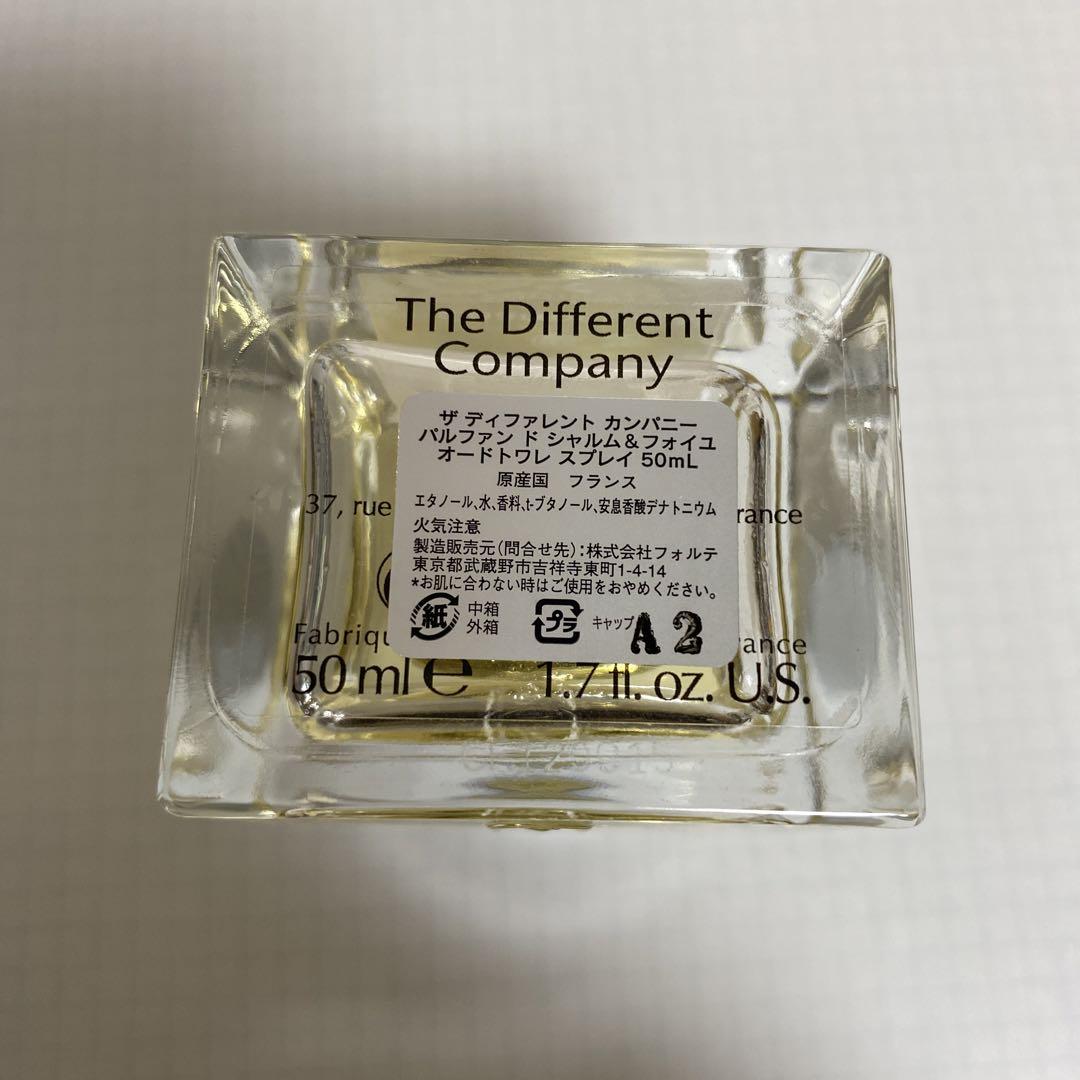 The Different
Company
ザ ディファレント カンパニー
パルファン ド シャルム&フォイユ
オードトワレ スプレイ 50mL
原産国 フランス
エタノール、水、香料、t-ブタノール、安息香酸デナトニウム
37, rue
火気注意
製造販売元(問合せ先):株式会社フォルテ
東京都武蔵野市吉祥寺東町1-4-14
*お肌に合わない時はご使用をおやめください。
紙 中箱
外箱
プラ キャップ A2
50 ml e 1.7 fl. oz. U.S.